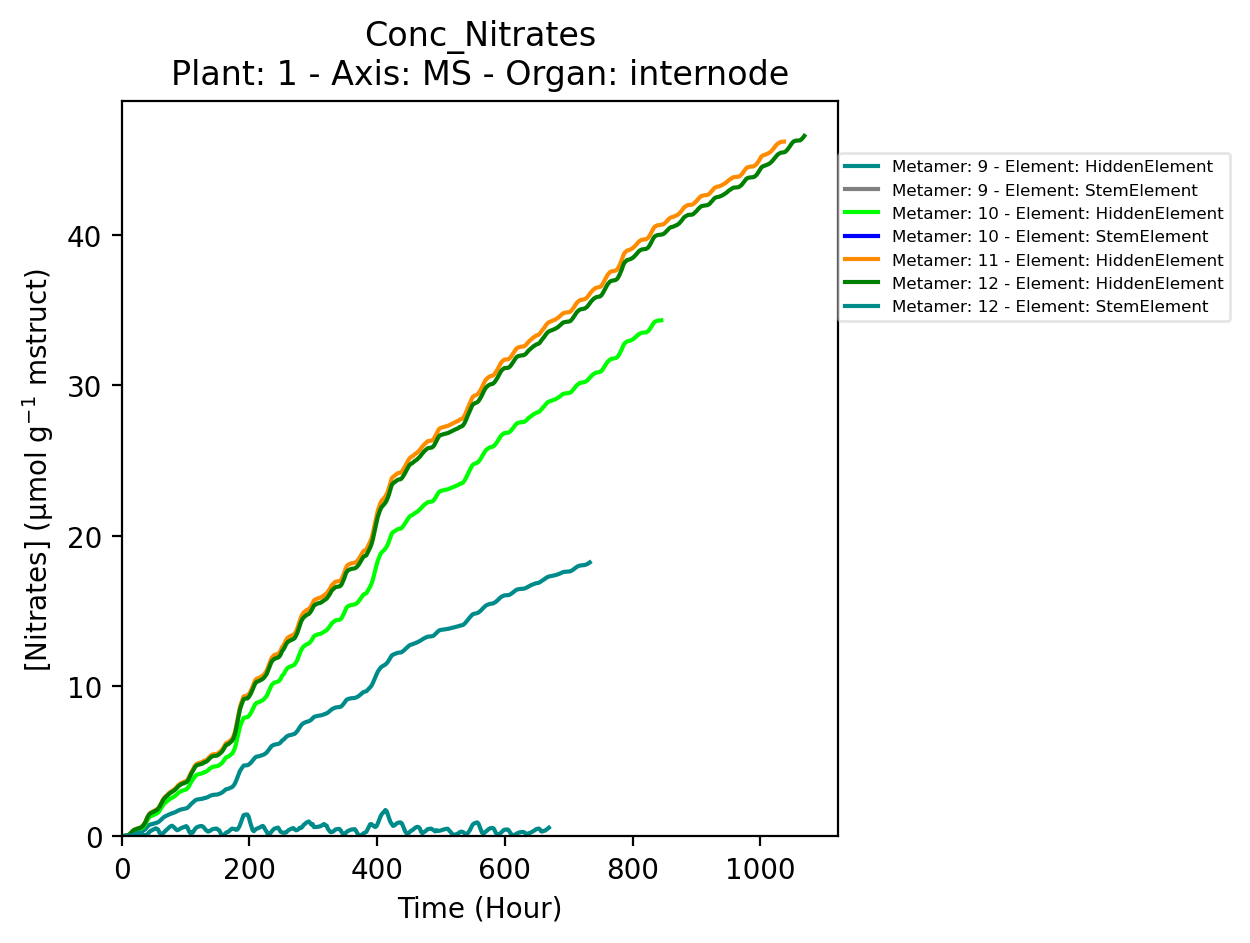 Conc_Nitrates
Plant: 1 - Axis: MS - Organ: internode
[Nitrates] (µmol g⁻¹ mstruct)
40
30
20
10
0
0 200 400 600 800 1000
Time (Hour)
Metamer: 9 - Element: HiddenElement
Metamer: 9 - Element: StemElement
Metamer: 10 - Element: HiddenElement
Metamer: 10 - Element: StemElement
Metamer: 11 - Element: HiddenElement
Metamer: 12 - Element: HiddenElement
Metamer: 12 - Element: StemElement